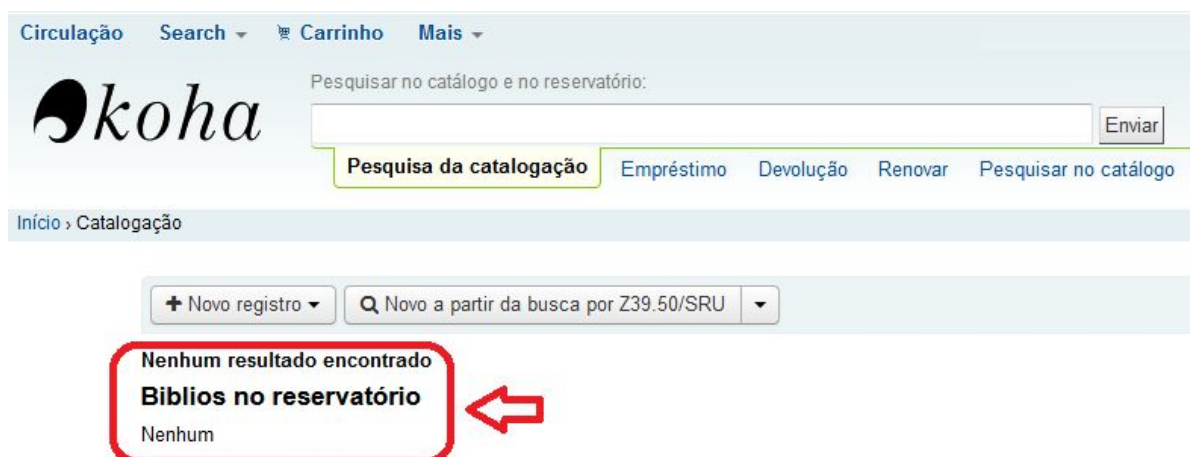 Circulação Search Carrinho Mais
koha
Pesquisar no catálogo e no reservatório:
Enviar
Pesquisa da catalogação Empréstimo Devolução Renovar Pesquisar no catálogo
Início › Catalogação
+ Novo registro Novo a partir da busca por Z39.50/SRU
Nenhum resultado encontrado
Biblios no reservatório
Nenhum